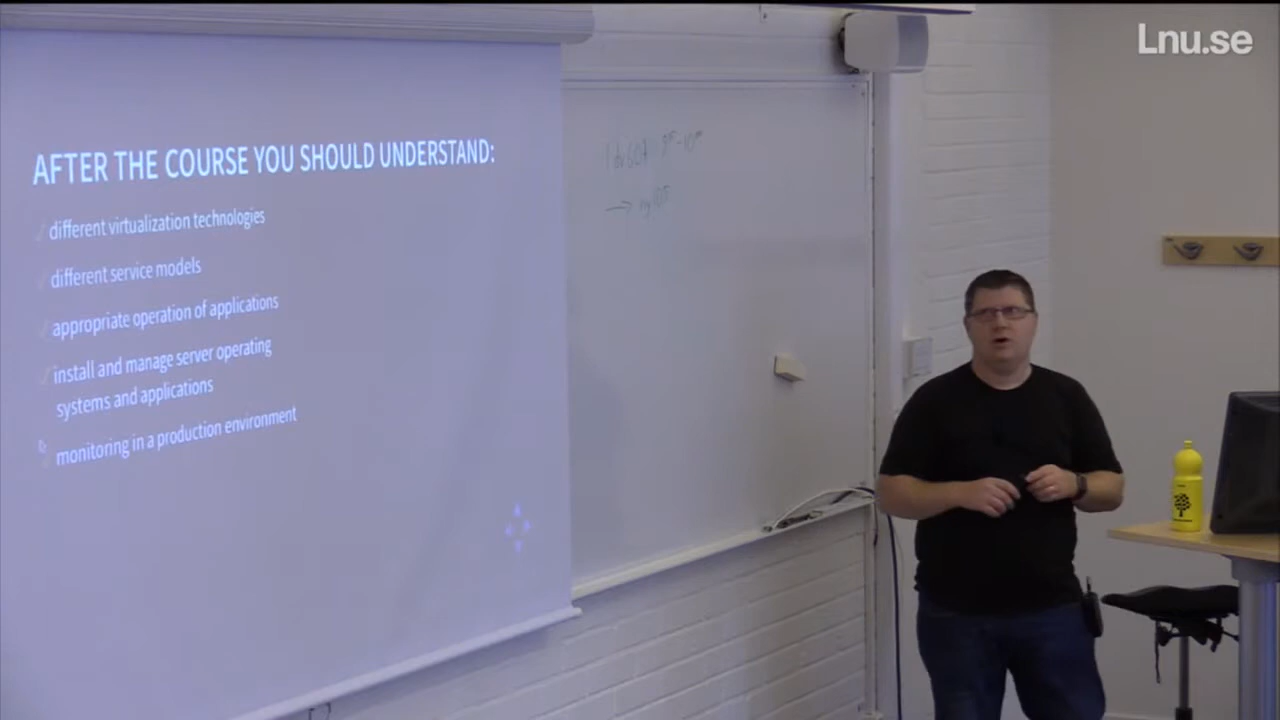 Lnu.se
AFTER THE COURSE YOU SHOULD UNDERSTAND:
different virtualization technologies
different service models
appropriate operation of applications
install and manage server operating
systems and applications
monitoring in a production environment